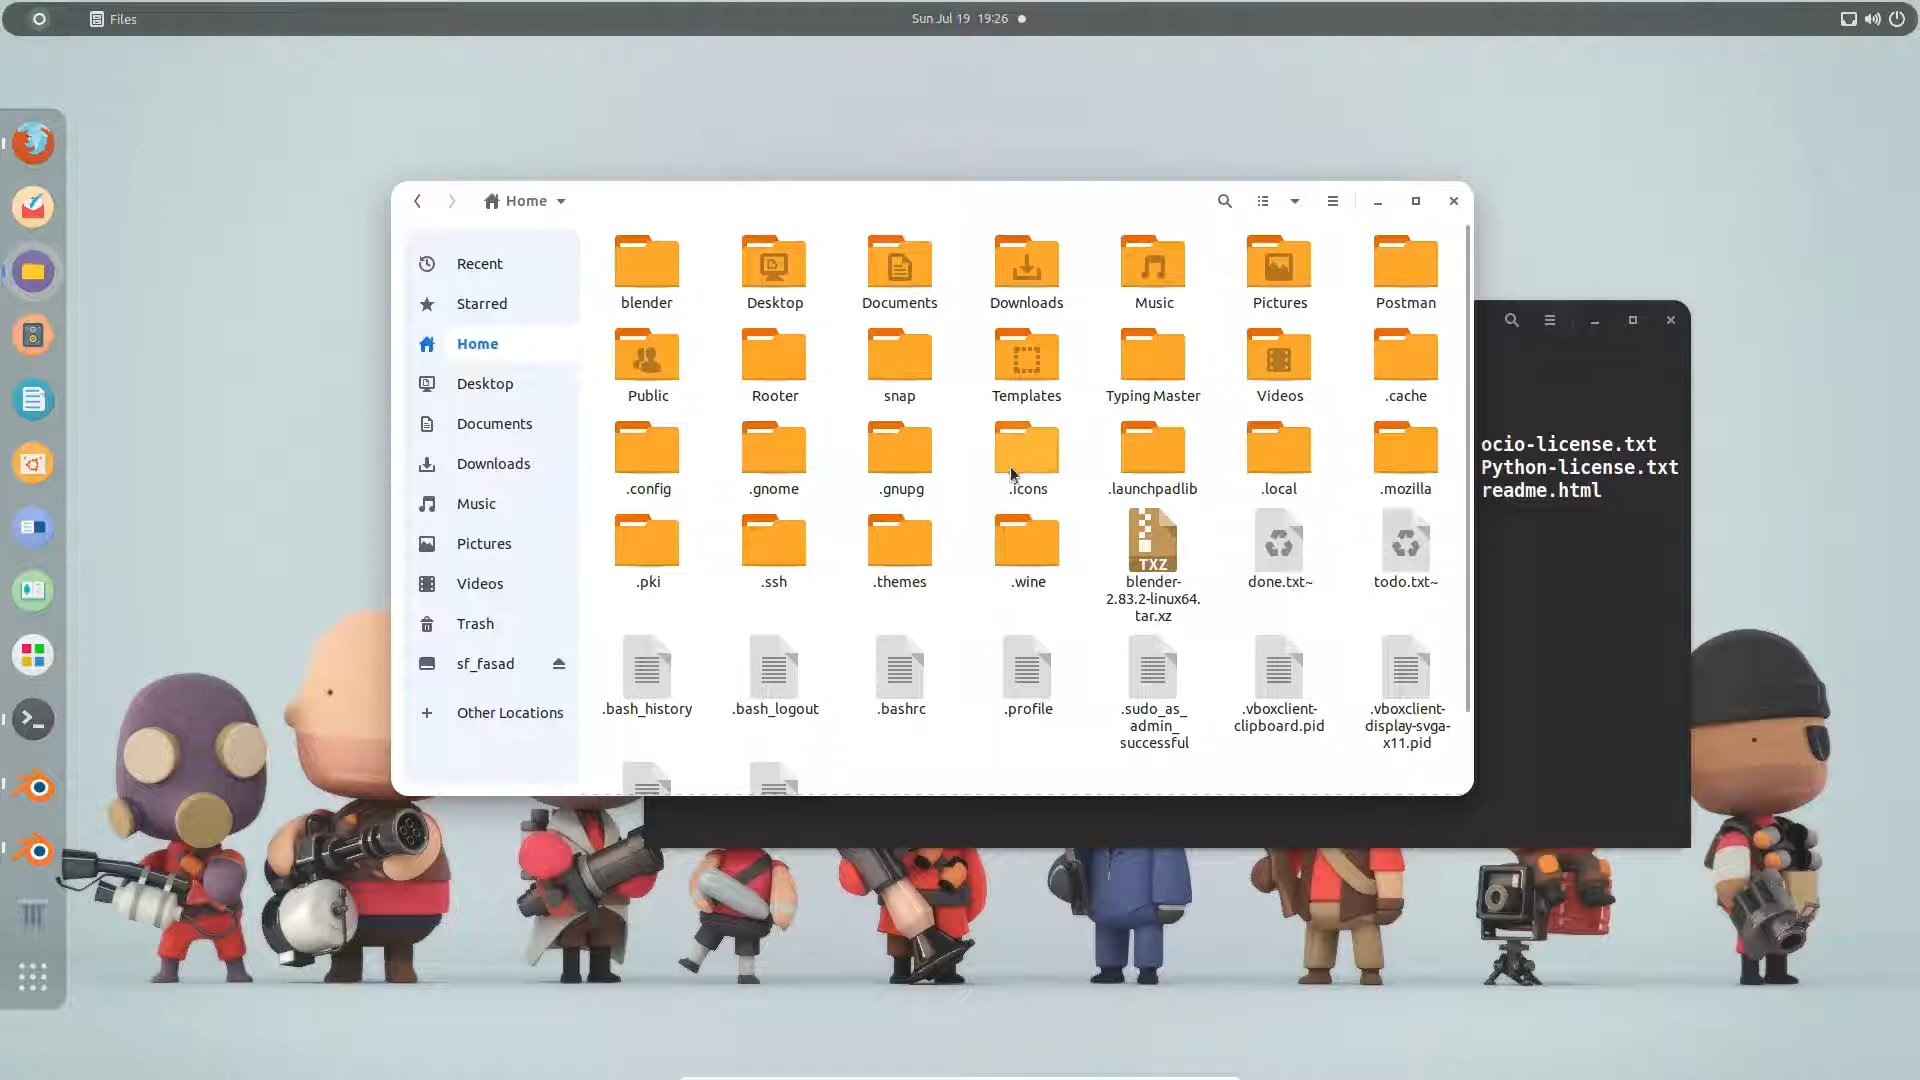 Files
Sun Jul 19 19:26
Home
Recent
Starred
Home
Desktop
Documents
Downloads
Music
Pictures
Videos
Trash
sf_fasad
Other Locations
blender
Desktop
Documents
Downloads
Music
Pictures
Postman
Public
Rooter
snap
Templates
Typing Master
Videos
.cache
.config
.gnome
.gnupg
.icons
.launchpadlib
.local
.mozilla
.pki
.ssh
.themes
.wine
TXZ
blender-
2.83.2-linux64.
tar.xz
done.txt~
todo.txt~
.bash_history
.bash_logout
.bashrc
.profile
.sudo_as_
admin_
successful
.vboxclient-
clipboard.pid
.vboxclient-
display-svga-
x11.pid
ocio-license.txt
Python-license.txt
readme.html